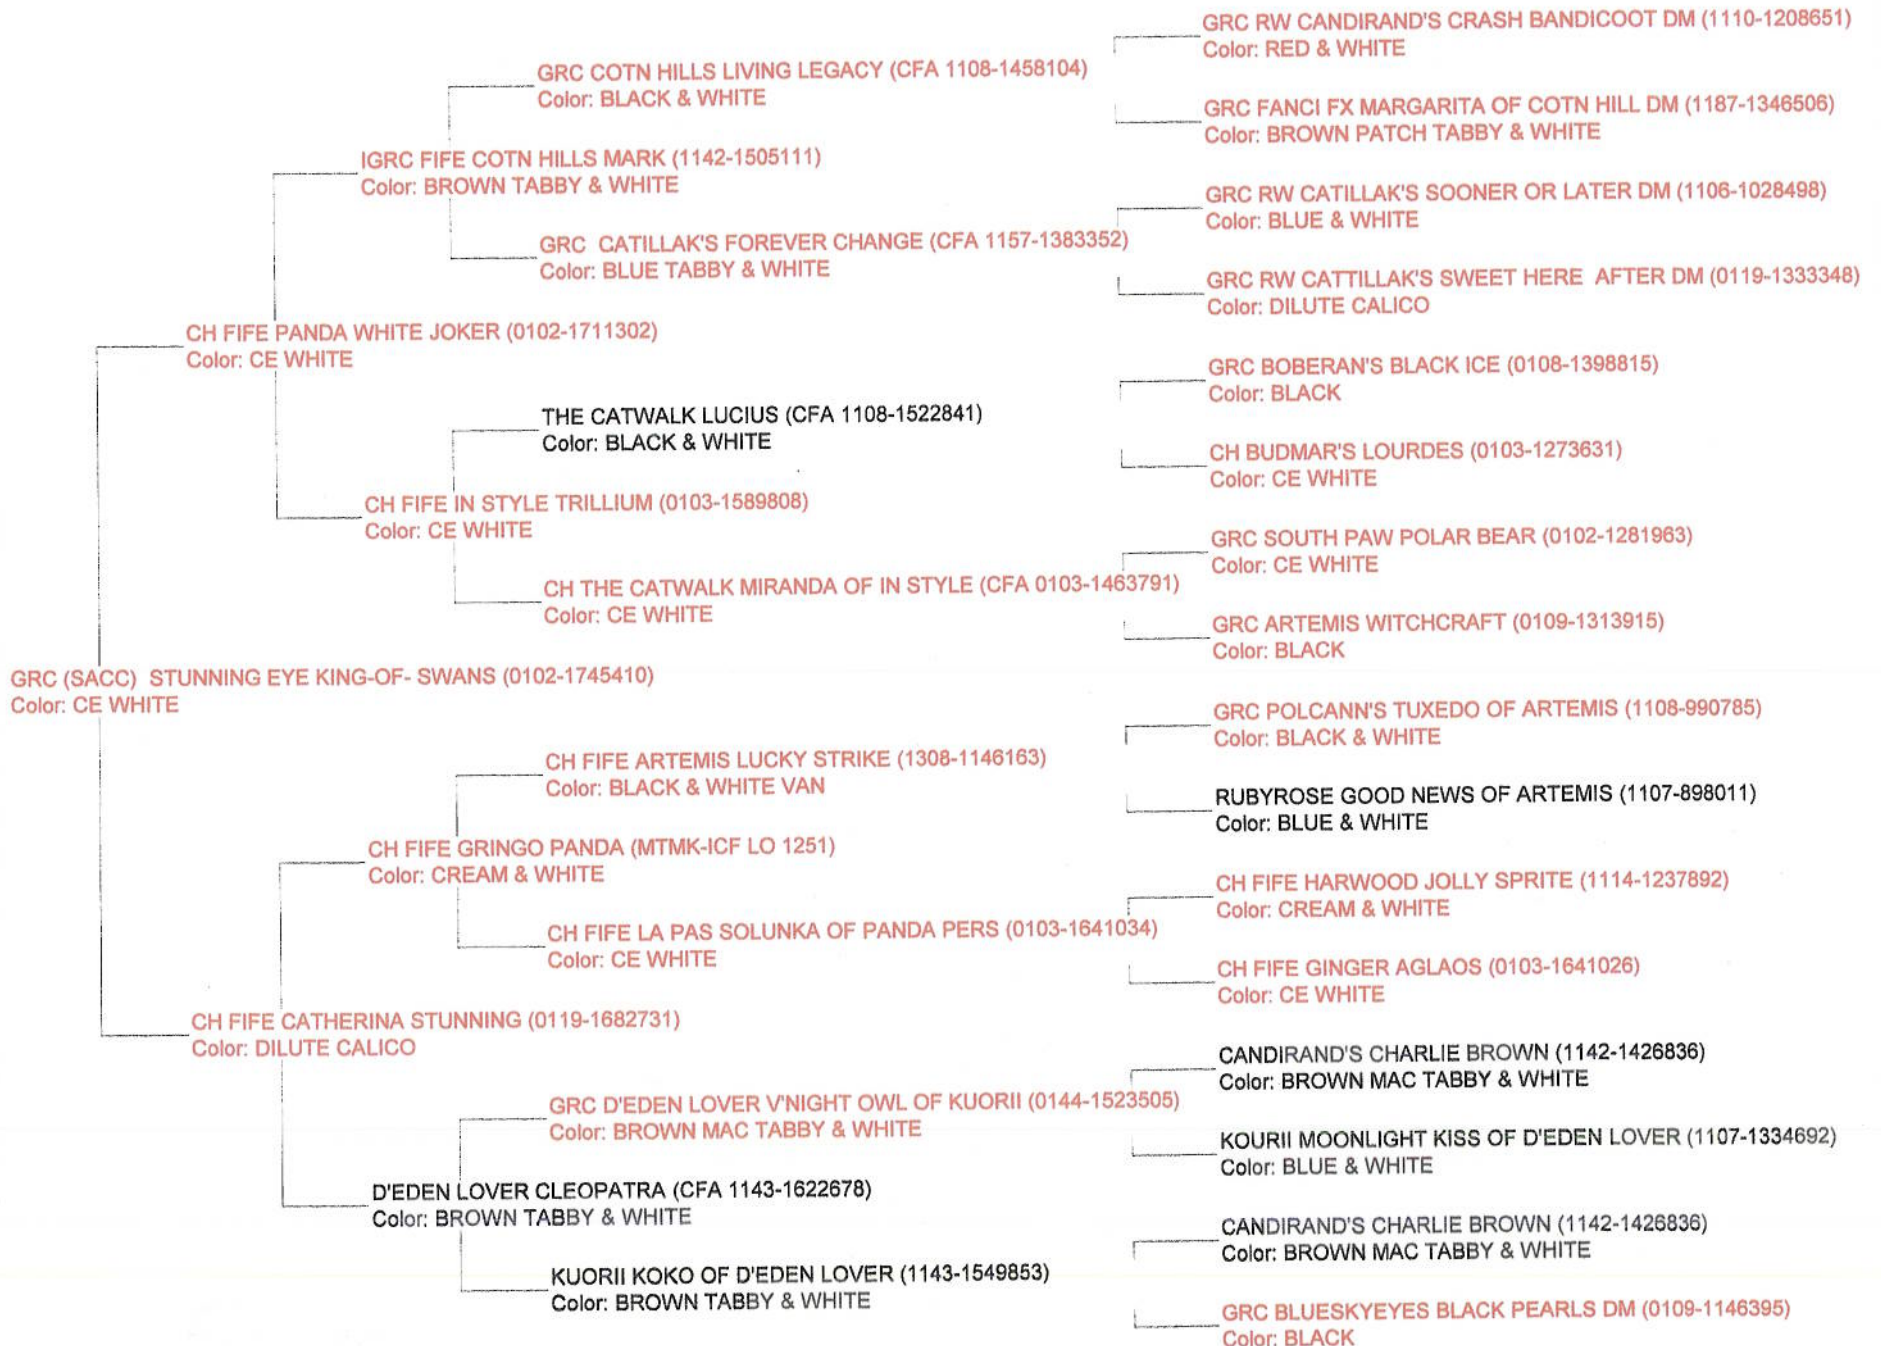 GRC RW CANDIRAND'S CRASH BANDICOOT DM (1110-1208651)
Color: RED & WHITE
GRC COTN HILLS LIVING LEGACY (CFA 1108-1458104)
Color: BLACK & WHITE
GRC FANCI FX MARGARITA OF COTN HILL DM (1187-1346506)
Color: BROWN PATCH TABBY & WHITE
IGRC FIFE COTN HILLS MARK (1142-1505111)
Color: BROWN TABBY & WHITE
GRC RW CATILLAK'S SOONER OR LATER DM (1106-1028498)
Color: BLUE & WHITE
GRC CATILLAK'S FOREVER CHANGE (CFA 1157-1383352)
Color: BLUE TABBY & WHITE
GRC RW CATTILLAK'S SWEET HERE AFTER DM (0119-1333348)
Color: DILUTE CALICO
CH FIFE PANDA WHITE JOKER (0102-1711302)
Color: CE WHITE
GRC BOBERAN'S BLACK ICE (0108-1398815)
Color: BLACK
THE CATWALK LUCIUS (CFA 1108-1522841)
Color: BLACK & WHITE
CH BUDMAR'S LOURDES (0103-1273631)
Color: CE WHITE
CH FIFE IN STYLE TRILLIUM (0103-1589808)
Color: CE WHITE
GRC SOUTH PAW POLAR BEAR (0102-1281963)
Color: CE WHITE
CH THE CATWALK MIRANDA OF IN STYLE (CFA 0103-1463791)
Color: CE WHITE
GRC ARTEMIS WITCHCRAFT (0109-1313915)
Color: BLACK
GRC (SACC) STUNNING EYE KING-OF- SWANS (0102-1745410)
Color: CE WHITE
GRC POLCANN'S TUXEDO OF ARTEMIS (1108-990785)
Color: BLACK & WHITE
CH FIFE ARTEMIS LUCKY STRIKE (1308-1146163)
Color: BLACK & WHITE VAN
RUBYROSE GOOD NEWS OF ARTEMIS (1107-898011)
Color: BLUE & WHITE
CH FIFE GRINGO PANDA (MTMK-ICF LO 1251)
Color: CREAM & WHITE
CH FIFE HARWOOD JOLLY SPRITE (1114-1237892)
Color: CREAM & WHITE
CH FIFE LA PAS SOLUNKA OF PANDA PERS (0103-1641034)
Color: CE WHITE
CH FIFE GINGER AGLAOS (0103-1641026)
Color: CE WHITE
CH FIFE CATHERINA STUNNING (0119-1682731)
Color: DILUTE CALICO
CANDIRAND'S CHARLIE BROWN (1142-1426836)
Color: BROWN MAC TABBY & WHITE
GRC D'EDEN LOVER V'NIGHT OWL OF KUORII (0144-1523505)
Color: BROWN MAC TABBY & WHITE
KOURII MOONLIGHT KISS OF D'EDEN LOVER (1107-1334692)
Color: BLUE & WHITE
D'EDEN LOVER CLEOPATRA (CFA 1143-1622678)
Color: BROWN TABBY & WHITE
CANDIRAND'S CHARLIE BROWN (1142-1426836)
Color: BROWN MAC TABBY & WHITE
KUORII KOKO OF D'EDEN LOVER (1143-1549853)
Color: BROWN TABBY & WHITE
GRC BLUESKYEYES BLACK PEARLS DM (0109-1146395)
Color: BLACK